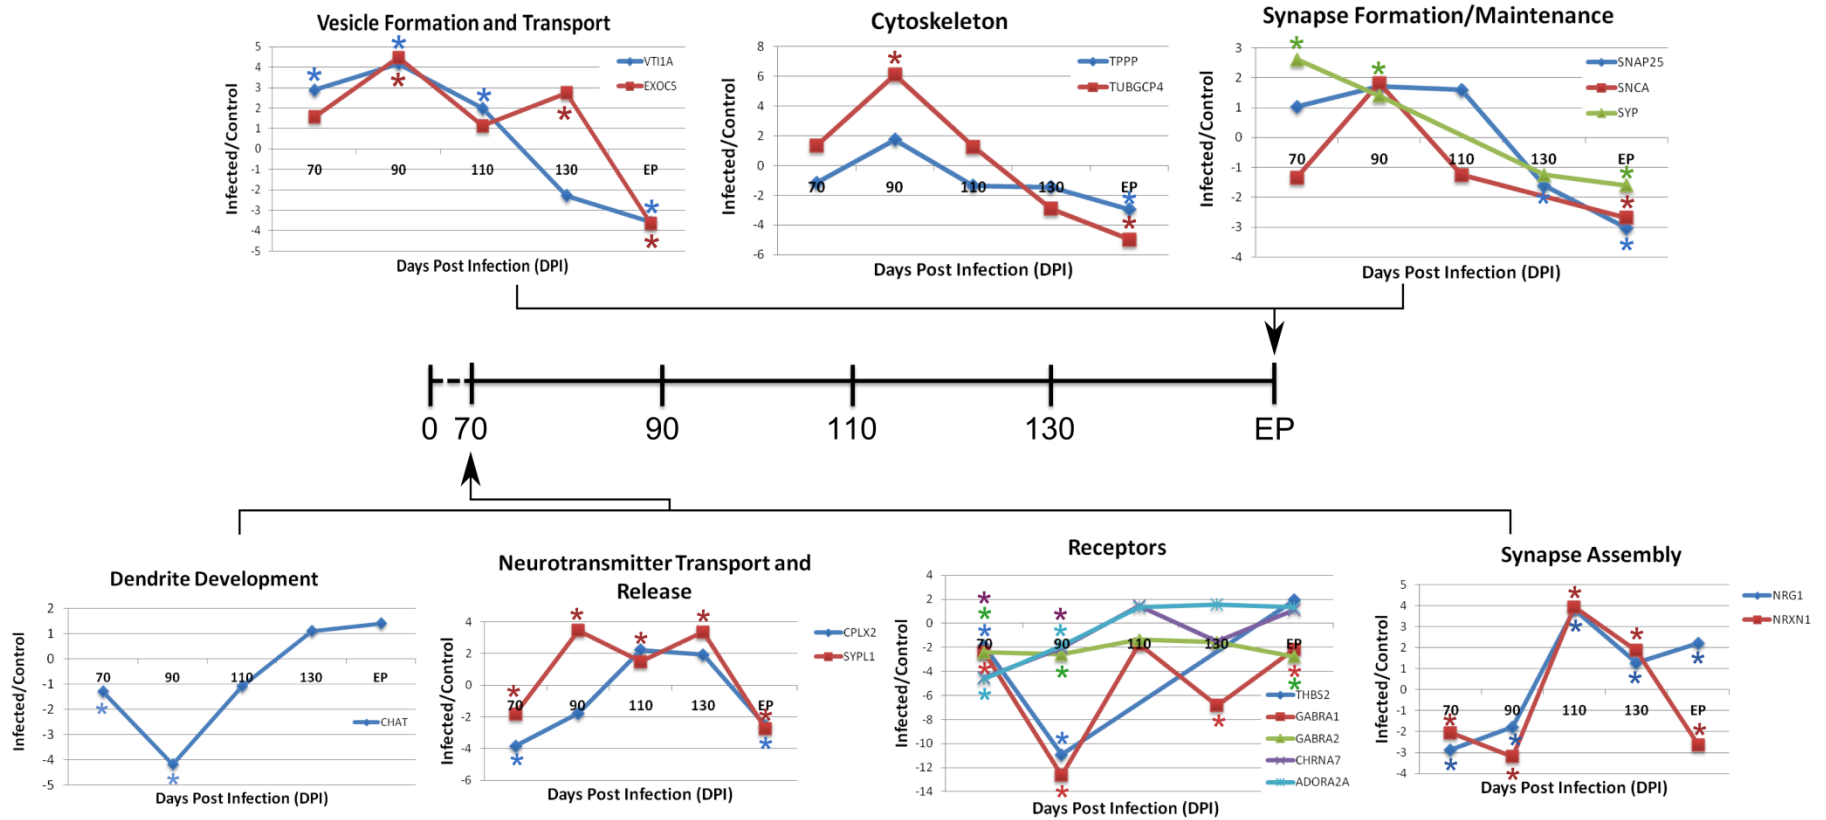 Vesicle Formation and Transport
5
4
3
2
1
0
-1
-2
-3
-4
-5
Infected/Control
70
90
110
130
EP
VTI1A
EXOC5
Days Post Infection (DPI)
Cytoskeleton
8
6
4
2
0
-2
-4
-6
Infected/Control
70
90
110
130
EP
TPPP
TUBGCP4
Days Post Infection (DPI)
Synapse Formation/Maintenance
3
2
1
0
-1
-2
-3
-4
Infected/Control
70
90
110
130
EP
SNAP25
SNCA
SYP
Days Post Infection (DPI)
0 70 90 110 130 EP
Dendrite Development
2
1
0
-1
-2
-3
-4
-5
Infected/Control
70
90
110
130
EP
CHAT
Days Post Infection (DPI)
Neurotransmitter Transport and
Release
4
2
0
-2
-4
-6
Infected/Control
70
90
110
130
EP
CPLX2
SYPL1
Days Post Infection (DPI)
Receptors
4
2
0
-2
-4
-6
-8
-10
-12
-14
Infected/Control
70
90
110
130
EP
THBS2
GABRA1
GABRA2
CHRNA7
ADORA2A
Days Post Infection (DPI)
Synapse Assembly
5
4
3
2
1
0
-1
-2
-3
-4
Infected/Control
70
90
110
130
EP
NRG1
NRXN1
Days Post Infection (DPI)